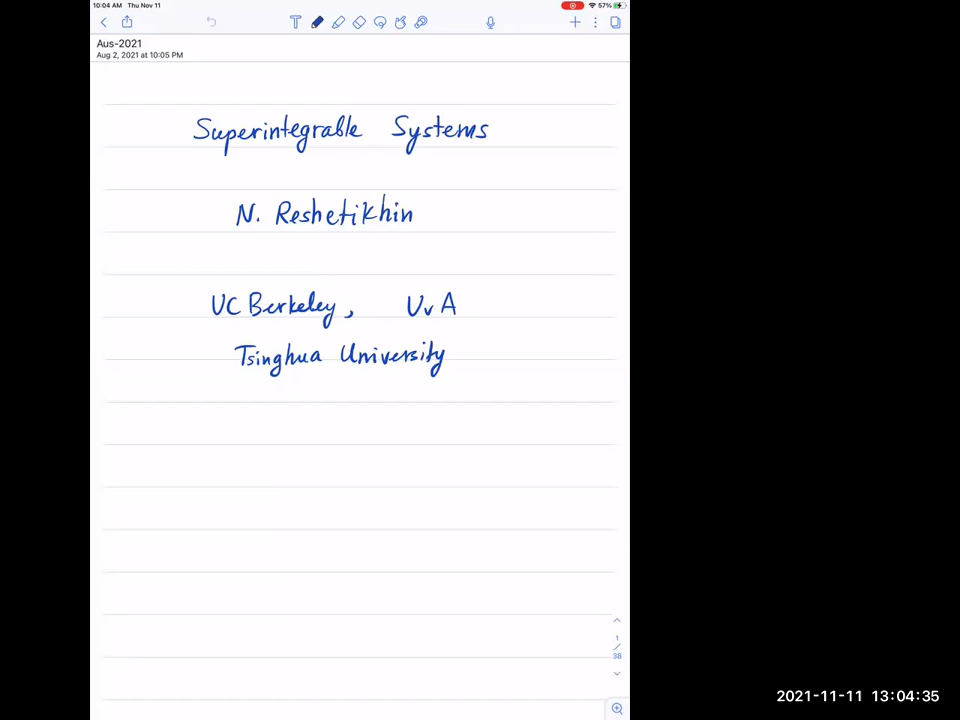 10:04 AM Thu Nov 11
57%
Aus-2021
Aug 2, 2021 at 10:05 PM
Superintegrable Systems
N. Reshetikhin
UC Berkeley, UvA
Tsinghua University
1
/
38
2021-11-11 13:04:35